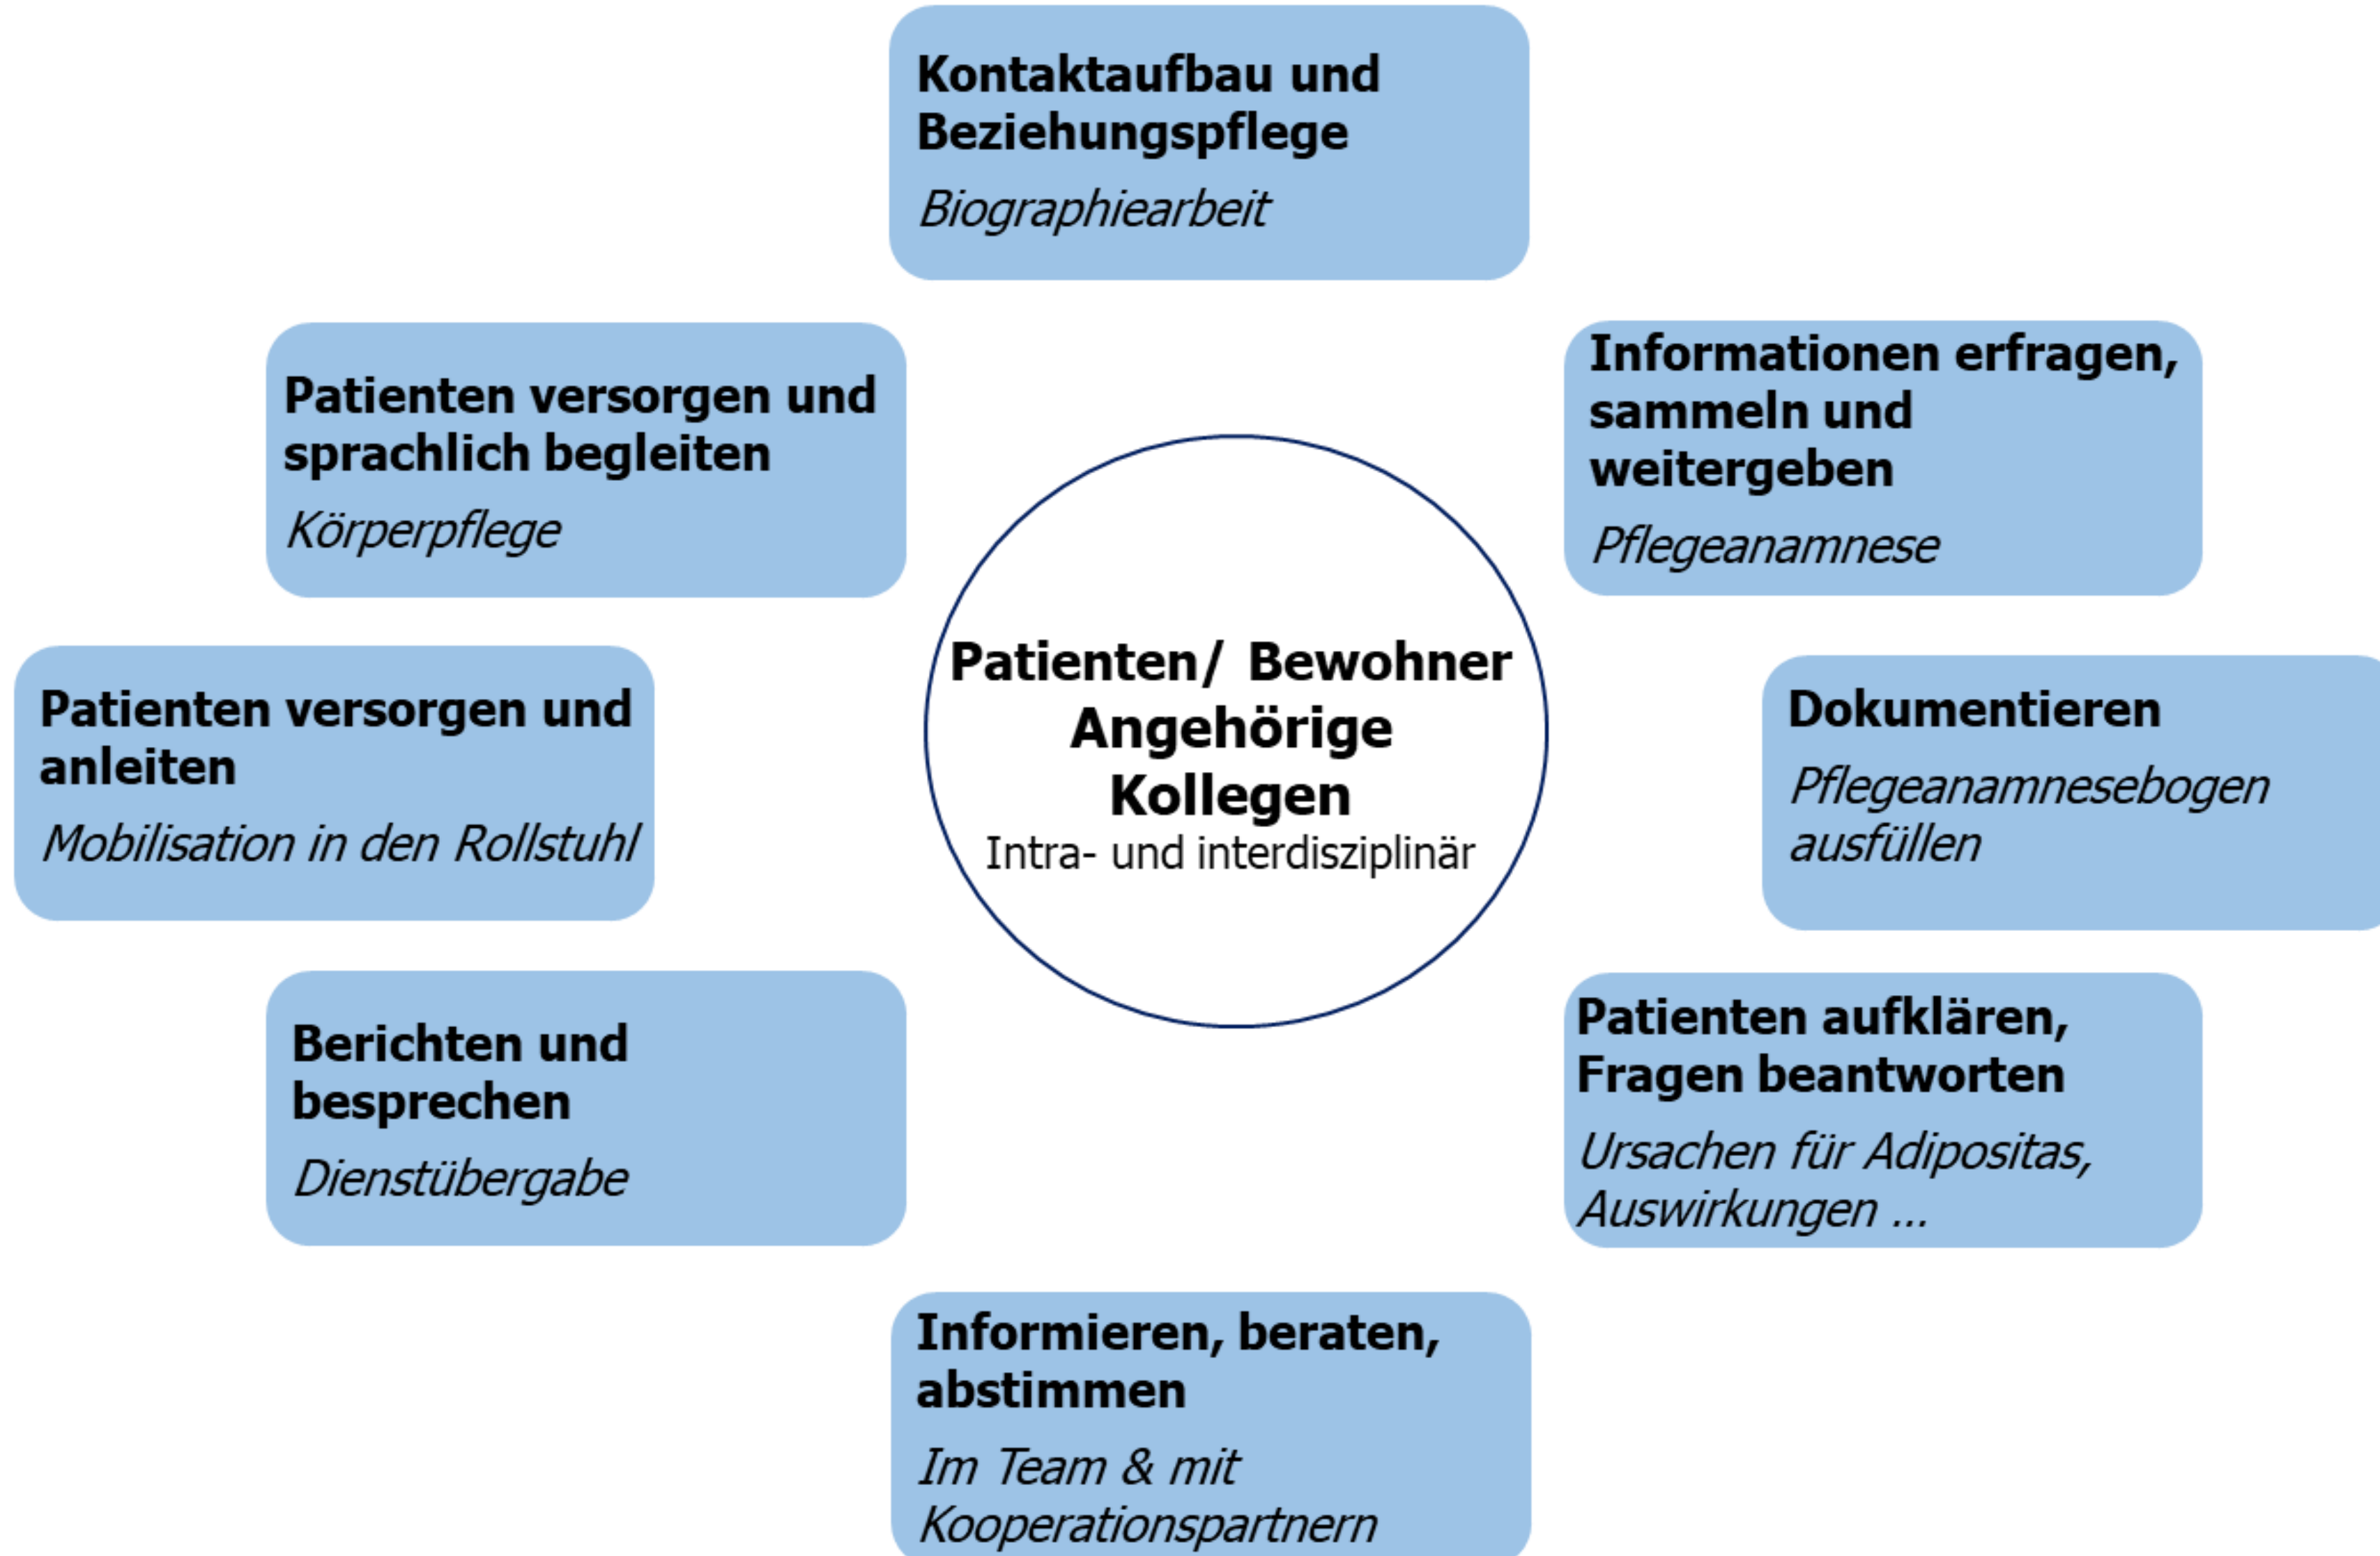 Kontaktaufbau und
Beziehungspflege
Biographiearbeit
Patienten versorgen und
sprachlich begleiten
Körperpflege
Informationen erfragen,
sammeln und
weitergeben
Pflegeanamnese
Patienten/ Bewohner
Angehörige
Kollegen
Intra- und interdisziplinär
Patienten versorgen und
anleiten
Mobilisation in den Rollstuhl
Dokumentieren
Pflegeanamnesebogen
ausfüllen
Berichten und
besprechen
Dienstübergabe
Patienten aufklären,
Fragen beantworten
Ursachen für Adipositas,
Auswirkungen ...
Informieren, beraten,
abstimmen
Im Team & mit
Kooperationspartnern